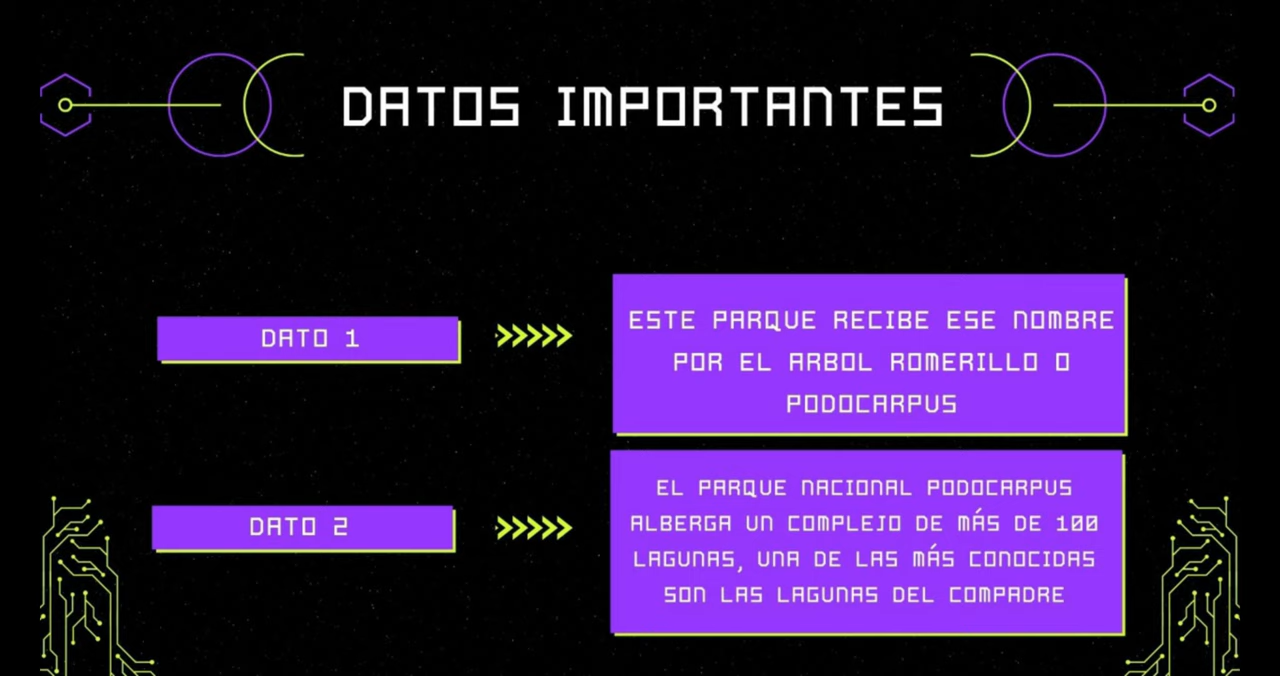 DATOS IMPORTANTES
DATO 1
ESTE PARQUE RECIBE ESE NOMBRE
POR EL ARBOL ROMERILLO O
PODOCARPUS
DATO 2
EL PARQUE NACIONAL PODOCARPUS
ALBERGA UN COMPLEJO DE MÁS DE 100
LAGUNAS, UNA DE LAS MÁS CONOCIDAS
SON LAS LAGUNAS DEL COMPADRE